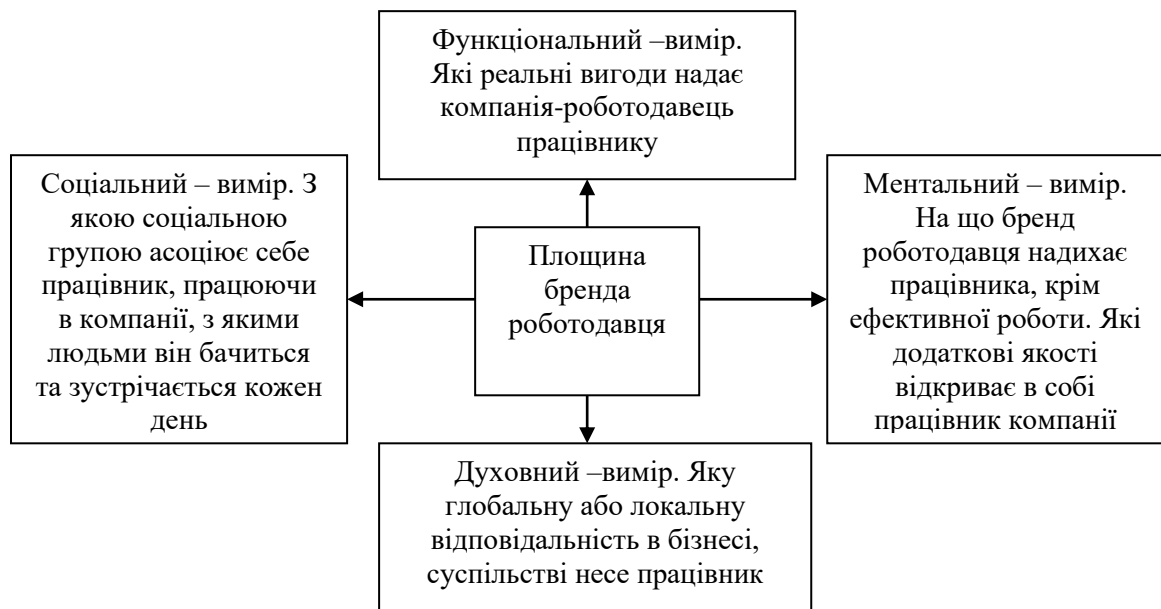 Функціональний –вимір.
Які реальні вигоди надає
компанія-роботодавець
працівнику
Соціальний – вимір. З
якою соціальною
групою асоціює себе
працівник, працюючи
в компанії, з якими
людьми він бачиться
та зустрічається кожен
день
Площина
бренда
роботодавця
Ментальний – вимір.
На що бренд
роботодавця надихає
працівника, крім
ефективної роботи. Які
додаткові якості
відкриває в собі
працівник компанії
Духовний –вимір. Яку
глобальну або локальну
відповідальність в бізнесі,
суспільстві несе працівник